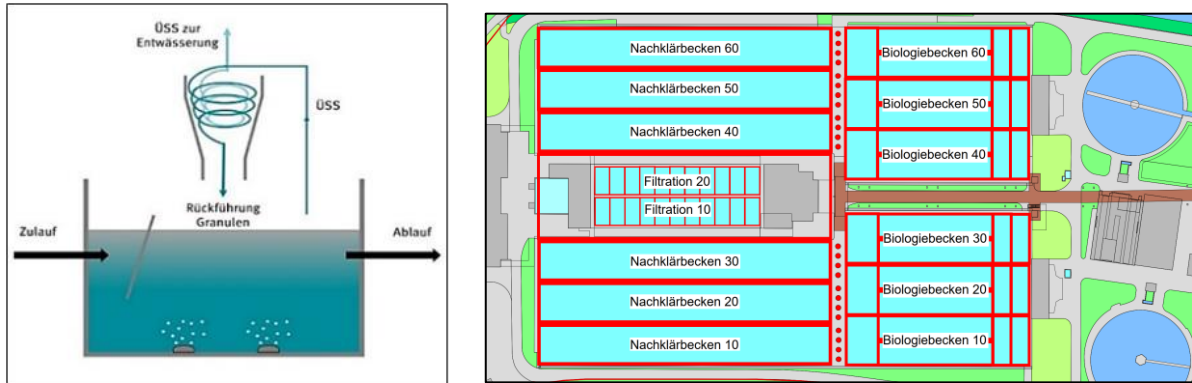 ÜSS zur
Entwässerung
ÜSS
Rückführung
Granulen
Zulauf
Ablauf
Nachklärbecken 60
Nachklärbecken 50
Nachklärbecken 40
Filtration 20
Filtration 10
Nachklärbecken 30
Nachklärbecken 20
Nachklärbecken 10
Biologiebecken 60
Biologiebecken 50
Biologiebecken 40
Biologiebecken 30
Biologiebecken 20
Biologiebecken 10